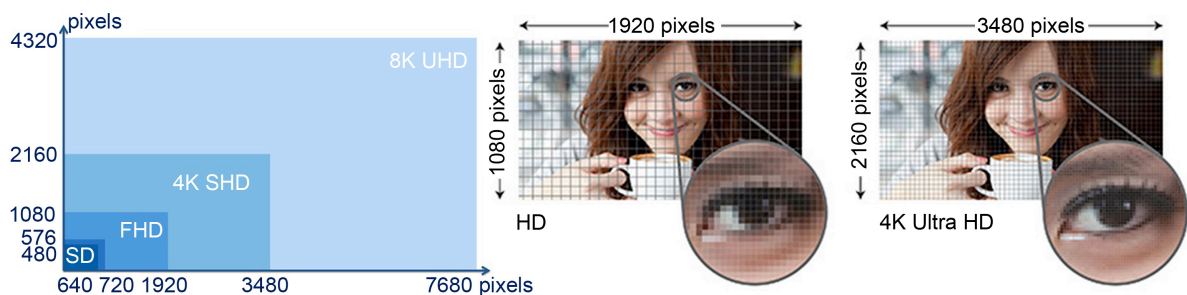 pixels
4320
8K UHD
2160
4K SHD
1080
FHD
576
480
SD
640 720 1920 3480 7680 pixels
1920 pixels
1080 pixels
HD
3480 pixels
2160 pixels
4K Ultra HD